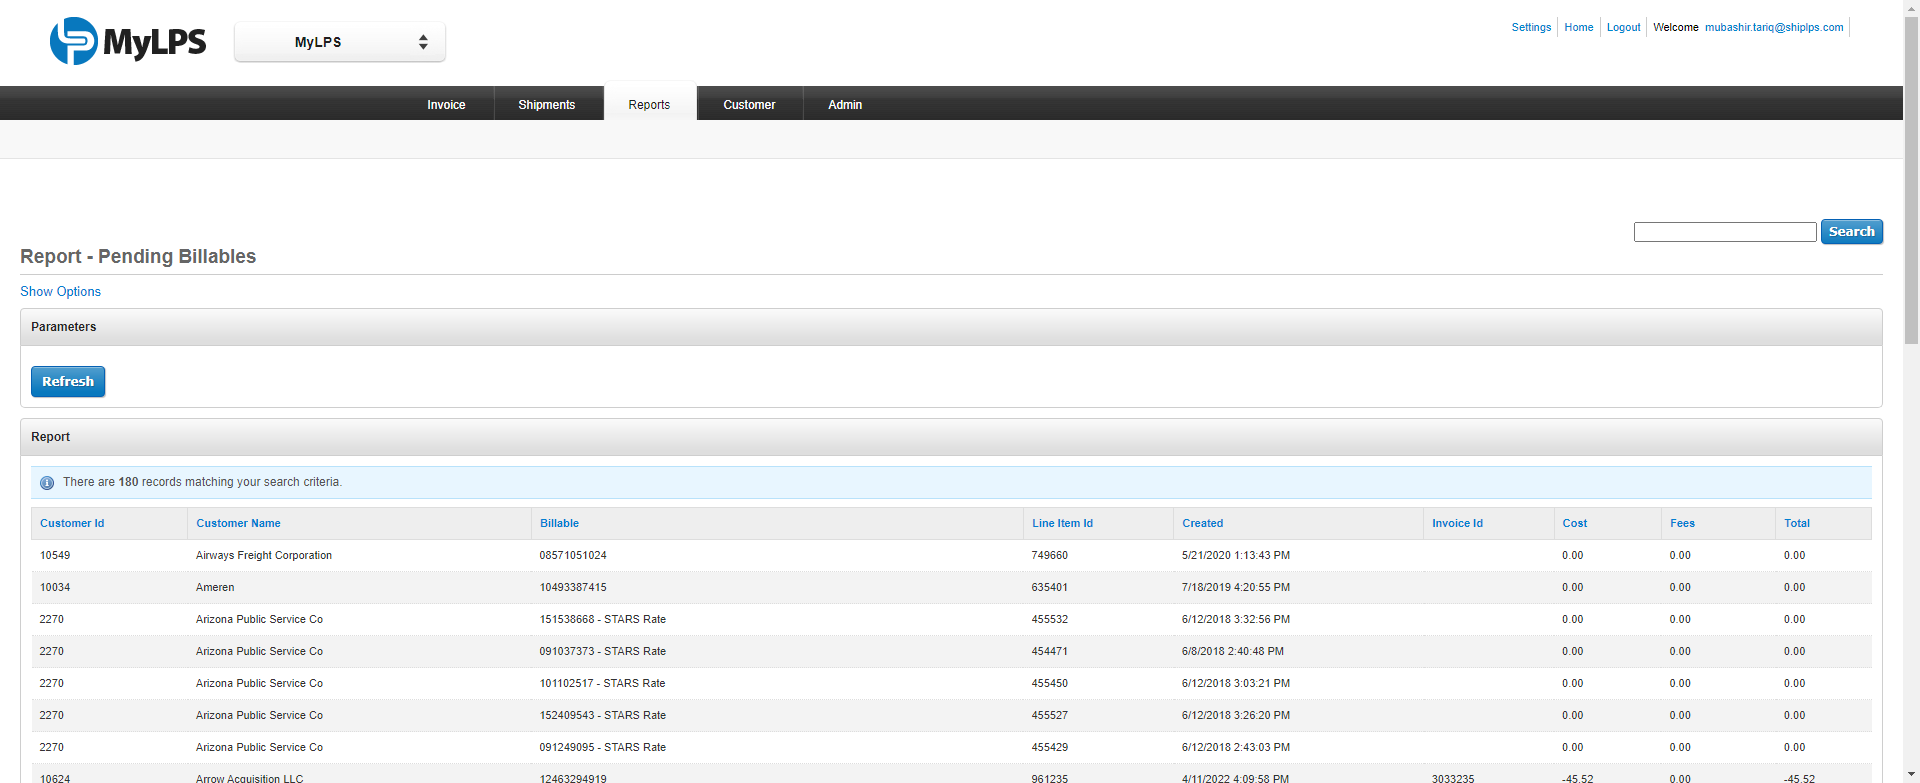 MyLPS
MyLPS
Settings Home Logout Welcome mubashir.tariq@shiplps.com
Invoice Shipments Reports Customer Admin
Search
Report - Pending Billables
Show Options
Parameters
Refresh
Report
There are 180 records matching your search criteria.
Customer Id Customer Name Billable Line Item Id Created Invoice Id Cost Fees Total
10549 Airways Freight Corporation 08571051024 749660 5/21/2020 1:13:43 PM 0.00 0.00 0.00
10034 Ameren 10493387415 635401 7/18/2019 4:20:55 PM 0.00 0.00 0.00
2270 Arizona Public Service Co 151538668 - STARS Rate 455532 6/12/2018 3:32:56 PM 0.00 0.00 0.00
2270 Arizona Public Service Co 091037373 - STARS Rate 454471 6/8/2018 2:40:48 PM 0.00 0.00 0.00
2270 Arizona Public Service Co 101102517 - STARS Rate 455450 6/12/2018 3:03:21 PM 0.00 0.00 0.00
2270 Arizona Public Service Co 152409543 - STARS Rate 455527 6/12/2018 3:26:20 PM 0.00 0.00 0.00
2270 Arizona Public Service Co 091249095 - STARS Rate 455429 6/12/2018 2:43:03 PM 0.00 0.00 0.00
10624 Arrow Acquisition LLC 12463294919 961235 4/11/2022 4:09:58 PM 3033235 -45.52 0.00 -45.52